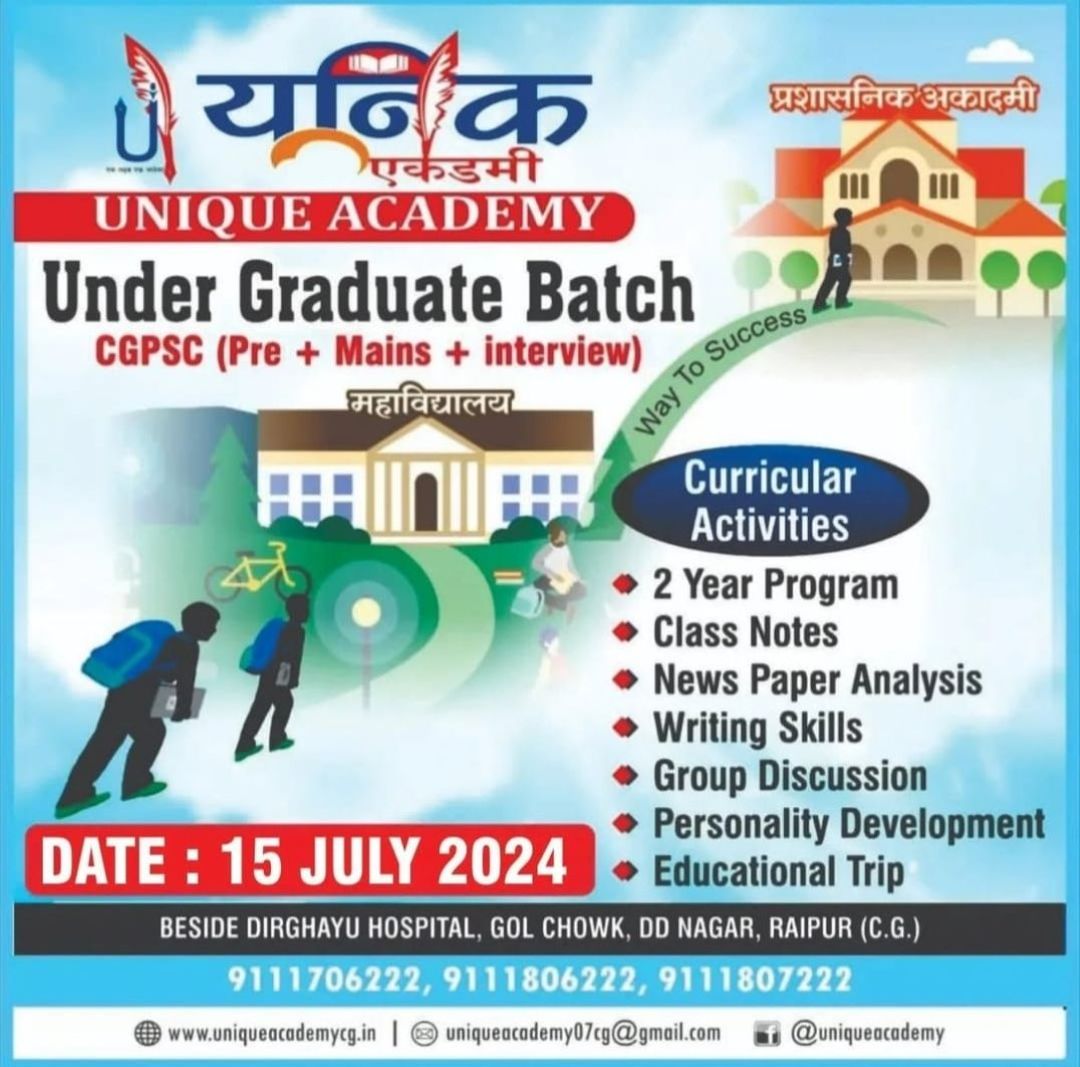 यूनिक
एकेडमी
UNIQUE ACADEMY
प्रशासनिक अकादमी
Under Graduate Batch
CGPSC (Pre + Mains + interview)
Way To Success
महाविद्यालय
Curricular
Activities
2 Year Program
Class Notes
News Paper Analysis
Writing Skills
Group Discussion
Personality Development
Educational Trip
DATE : 15 JULY 2024
BESIDE DIRGHAYU HOSPITAL, GOL CHOWK, DD NAGAR, RAIPUR (C.G.)
9111706222, 9111806222, 9111807222
www.uniqueacademycg.in | uniqueacademy07cg@gmail.com @uniqueacademy